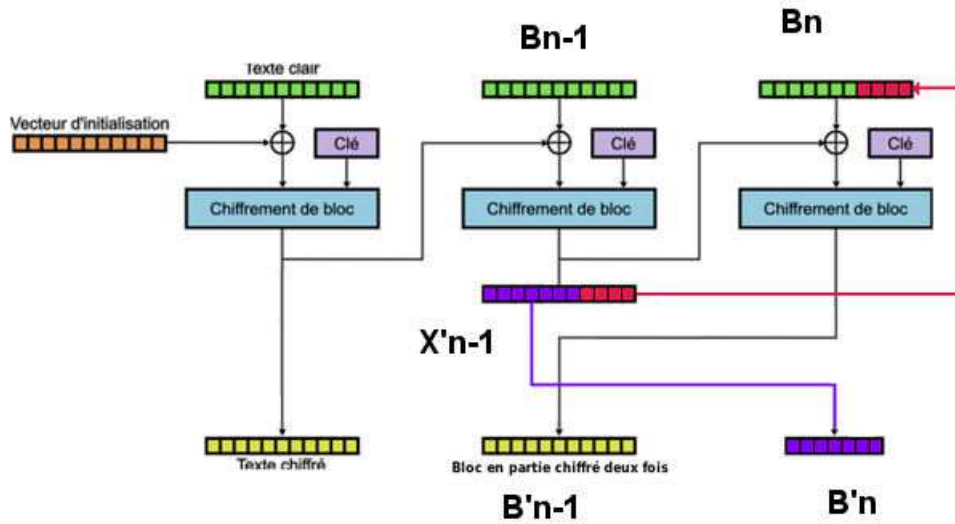 Bn-1
Bn
Texte clair
Vecteur d'initialisation
Clé
Clé
Clé
Chiffrement de bloc
Chiffrement de bloc
Chiffrement de bloc
X'n-1
Texte chiffré
Bloc en partie chiffré deux fois
B'n-1
B'n